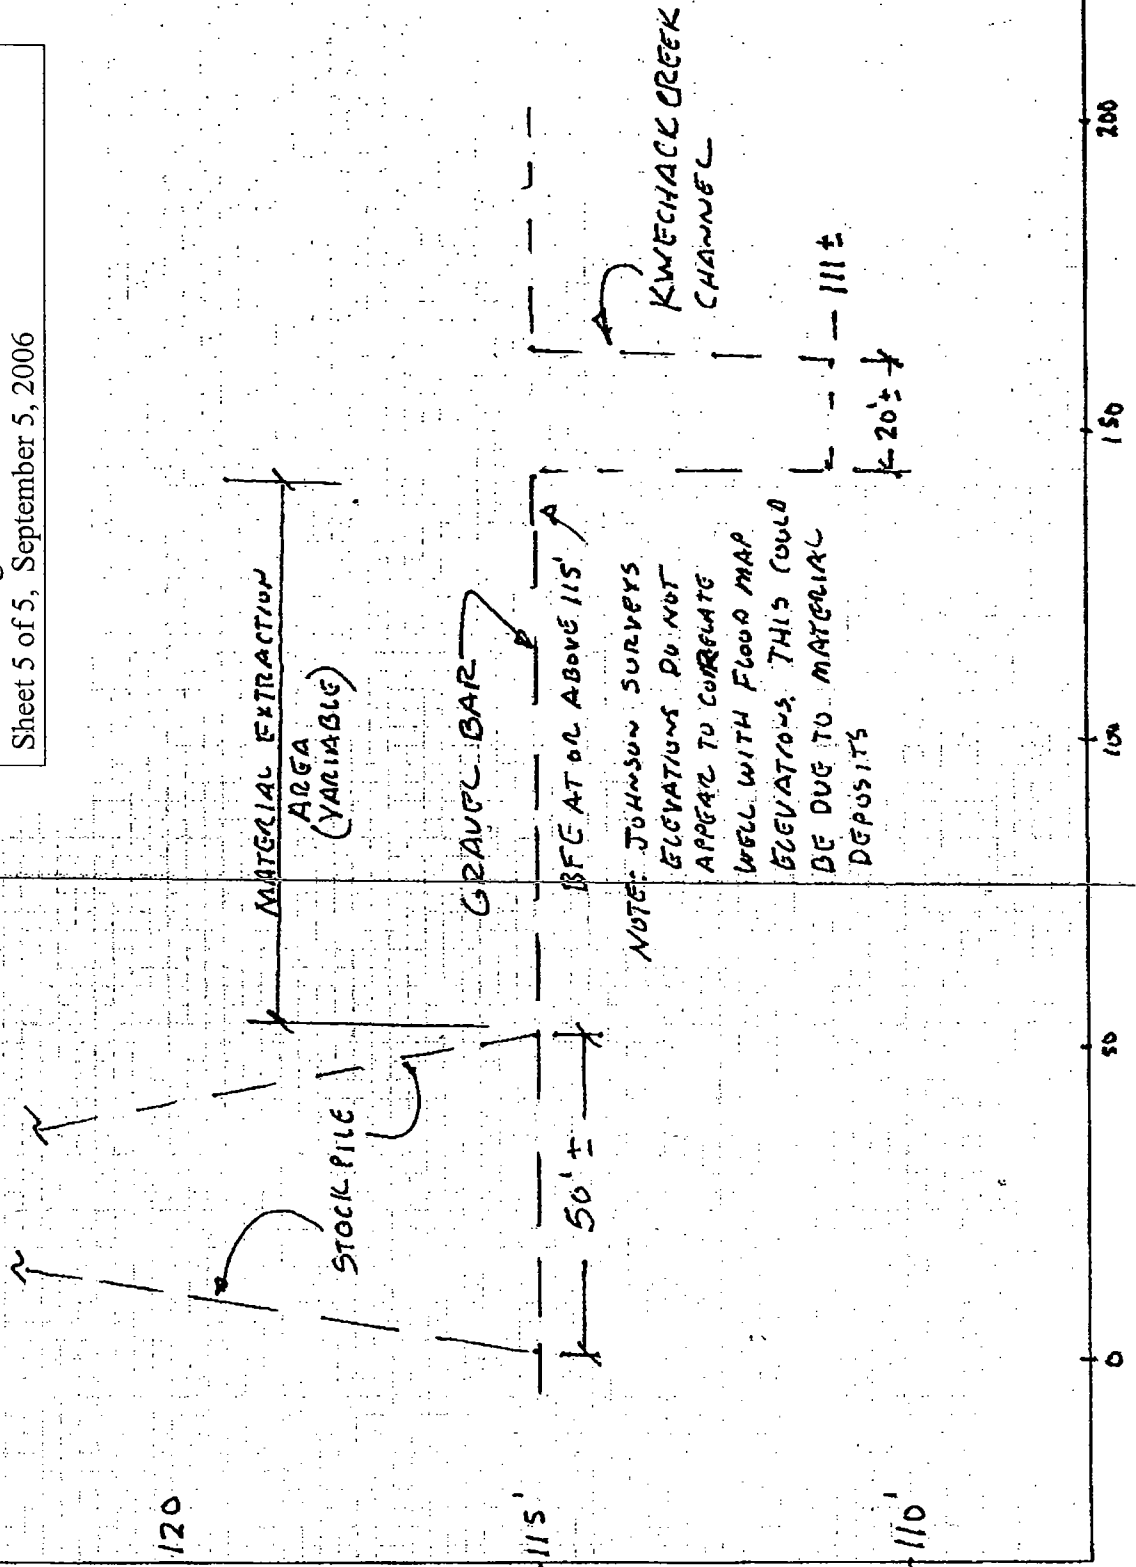 Sheet 5 of 5, September 5, 2006
120
115'
110'
STOCKPILE
MATERIAL EXTRACTION
AREA
(VARIABLE)
GRAVEL BAR
50' ±
BFE AT OR ABOVE 115'
NOTE: JOHNSON SURVEYS
ELEVATIONS DO NOT
APPEAR TO CORRELATE
WELL WITH FLOOD MAP
ELEVATIONS. THIS COULD
BE DUE TO MATERIAL
DEPOSITS
KWECHACK CREEK
CHANNEL
111 ±
20' ±
0
50
100
150
200